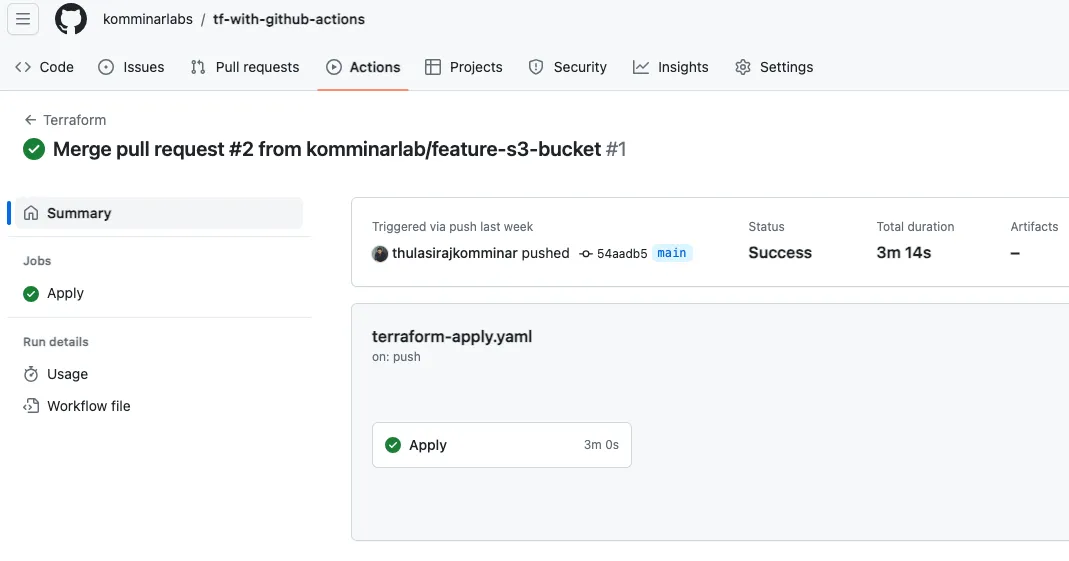 komminarlabs / tf-with-github-actions
Code Issues Pull requests Actions Projects Security Insights Settings
← Terraform
Merge pull request #2 from komminarlab/feature-s3-bucket #1
Summary
Jobs
Apply
Run details
Usage
Workflow file
Triggered via push last week
thulasirajkomminar pushed 54aadb5 main
Status
Success
Total duration
3m 14s
Artifacts
–
terraform-apply.yaml
on: push
Apply 3m 0s